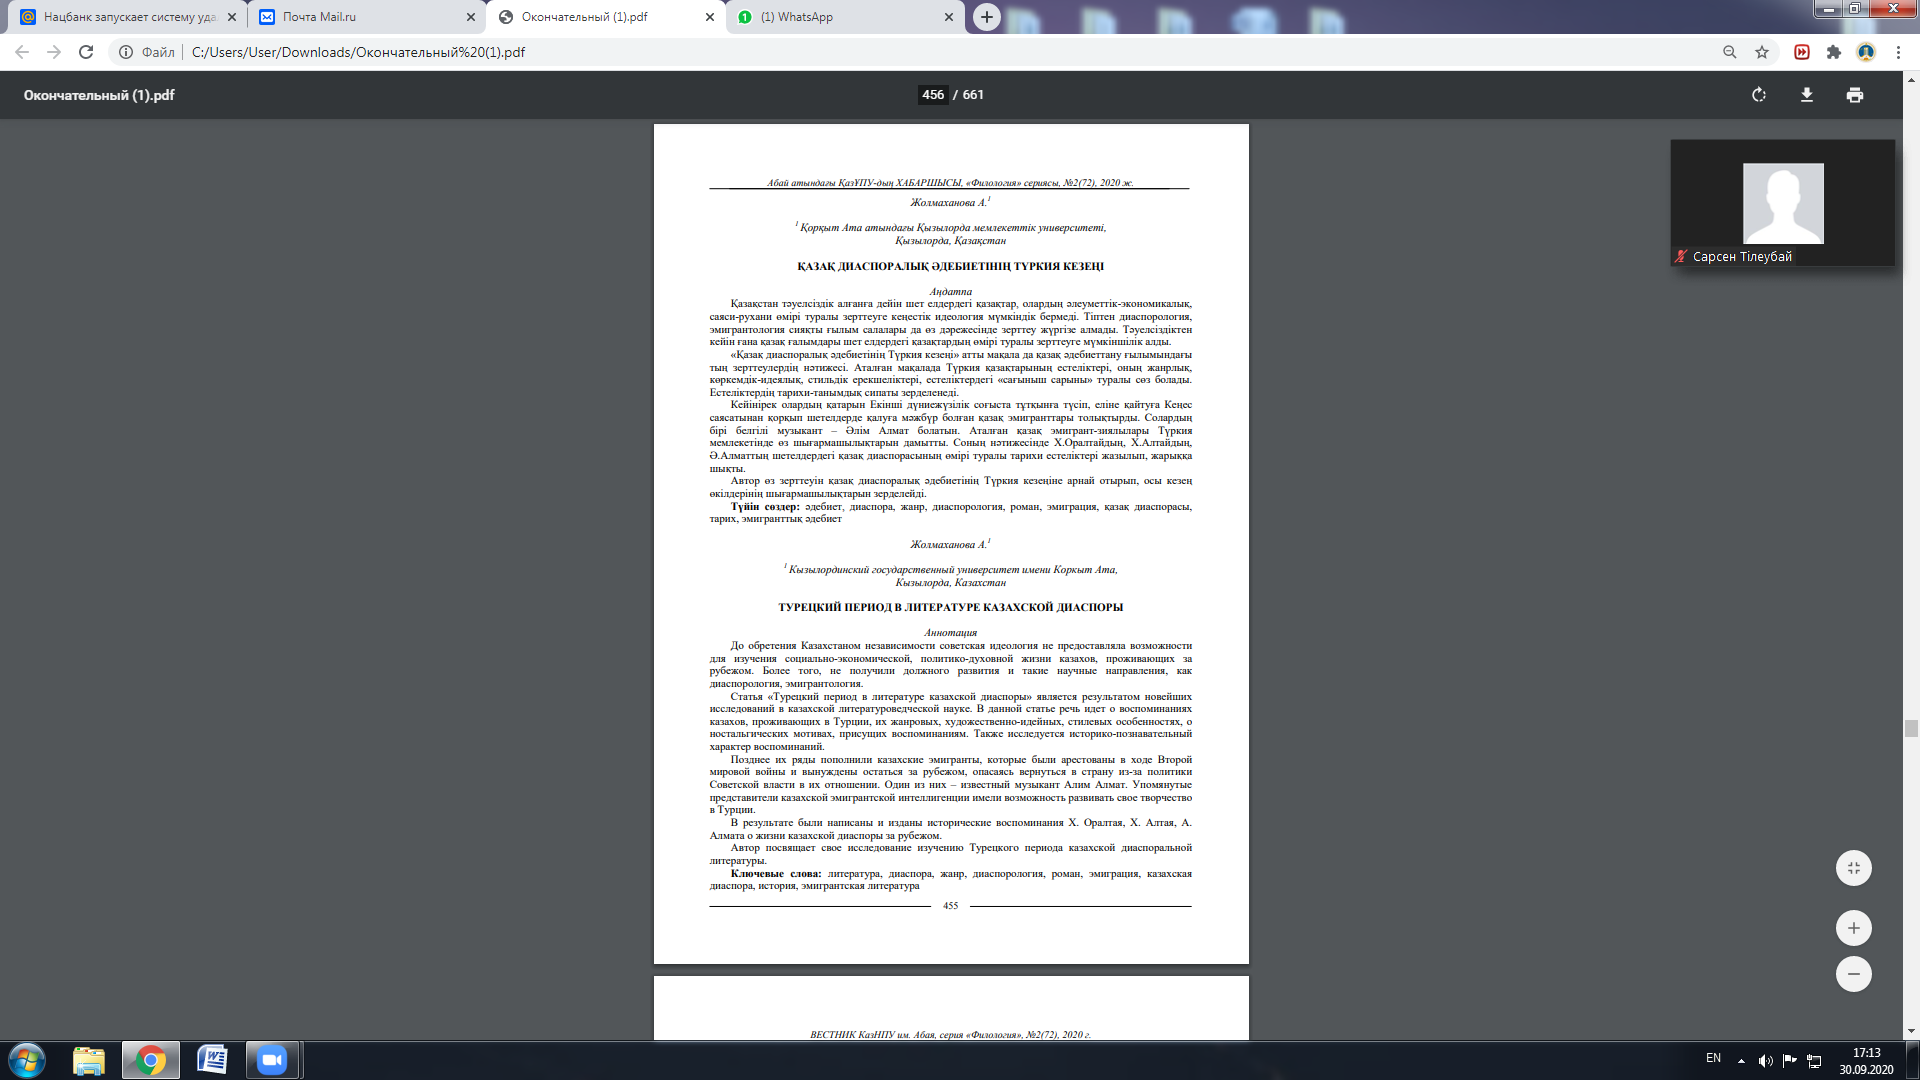 Нацбанк запускает систему уда
Почта Mail.ru
Окончательный (1).pdf
(1) WhatsApp
Файл
C:/Users/User/Downloads/Окончательный%20(1).pdf
Окончательный (1).pdf
456 / 661
Сарсен Тілеубай
Абай атындағы ҚазҰПУ-дың ХАБАРШЫСЫ, «Филология» сериясы, №2(72), 2020 ж.
Жолмаханова А.1
1 Қорқыт Ата атындағы Қызылорда мемлекеттік университеті,
Қызылорда, Қазақстан
ҚАЗАҚ ДИАСПОРАЛЫҚ ӘДЕБИЕТІНІҢ ТҮРКИЯ КЕЗЕҢІ
Аңдатпа
Қазақстан тәуелсіздік алғанға дейін шет елдердегі қазақтар, олардың әлеуметтік-экономикалық,
саяси-рухани өмірі туралы зерттеуге кеңестік идеология мүмкіндік бермеді. Тіптен диаспорология,
эмигрантология сияқты ғылым салалары да өз дәрежесінде зерттеу жүргізе алмады. Тәуелсіздіктен
кейін ғана қазақ ғалымдары шет елдердегі қазақтардың өмірі туралы зерттеуге мүмкіншілік алды.
«Қазақ диаспоралық әдебиетінің Түркия кезеңі» атты мақала да қазақ әдебиеттану ғылымындағы
тың зерттеулердің нәтижесі. Аталған мақалада Түркия қазақтарының естеліктері, оның жанрлық,
көркемдік-идеялық, стильдік ерекшеліктері, естеліктердегі «сағыныш сарыны» туралы сөз болады.
Естеліктердің тарихи-танымдық сипаты зерделенеді.
Кейінірек олардың қатарын Екінші дүниежүзілік соғыста тұтқынға түсіп, еліне қайтуға Кеңес
саясатынан қорқып шетелдерде қалуға мәжбүр болған қазақ эмигранттары толықтырды. Солардың
бірі белгілі музыкант – Әлім Алмат болатын. Аталған қазақ эмигрант-зиялылары Түркия
мемлекетінде өз шығармашылықтарын дамытты. Соның нәтижесінде Х.Оралтайдың, Х.Алтайдың,
Ә.Алматтың шетелдердегі қазақ диаспорасының өмірі туралы тарихи естеліктері жазылып, жарыққа
шықты.
Автор өз зерттеуін қазақ диаспоралық әдебиетінің Түркия кезеңіне арнай отырып, осы кезең
өкілдерінің шығармашылықтарын зерделейді.
Түйін сөздер: әдебиет, диаспора, жанр, диаспорология, роман, эмиграция, қазақ диаспорасы,
тарих, эмигранттық әдебиет
Жолмаханова А.1
1 Кызылординский государственный университет имени Коркыт Ата,
Кызылорда, Казахстан
ТУРЕЦКИЙ ПЕРИОД В ЛИТЕРАТУРЕ КАЗАХСКОЙ ДИАСПОРЫ
Аннотация
До обретения Казахстаном независимости советская идеология не предоставляла возможности
для изучения социально-экономической, политико-духовной жизни казахов, проживающих за
рубежом. Более того, не получили должного развития и такие научные направления, как
диаспорология, эмигрантология.
Статья «Турецкий период в литературе казахской диаспоры» является результатом новейших
исследований в казахской литературоведческой науке. В данной статье речь идет о воспоминаниях
казахов, проживающих в Турции, их жанровых, художественно-идейных, стилевых особенностях, о
ностальгических мотивах, присущих воспоминаниям. Также исследуется историко-познавательный
характер воспоминаний.
Позднее их ряды пополнили казахские эмигранты, которые были арестованы в ходе Второй
мировой войны и вынуждены остаться за рубежом, опасаясь вернуться в страну из-за политики
Советской власти в их отношении. Один из них – известный музыкант Алим Алмат. Упомянутые
представители казахской эмигрантской интеллигенции имели возможность развивать свое творчество
в Турции.
В результате были написаны и изданы исторические воспоминания Х. Оралтая, Х. Алтая, А.
Алмата о жизни казахской диаспоры за рубежом.
Автор посвящает свое исследование изучению Турецкого периода казахской диаспоральной
литературы.
Ключевые слова: литература, диаспора, жанр, диаспорология, роман, эмиграция, казахская
диаспора, история, эмигрантская литература
455
ВЕСТНИК КазНПУ им. Абая, серия «Филология», №2(72), 2020 г.
EN
17:13
30.09.2020